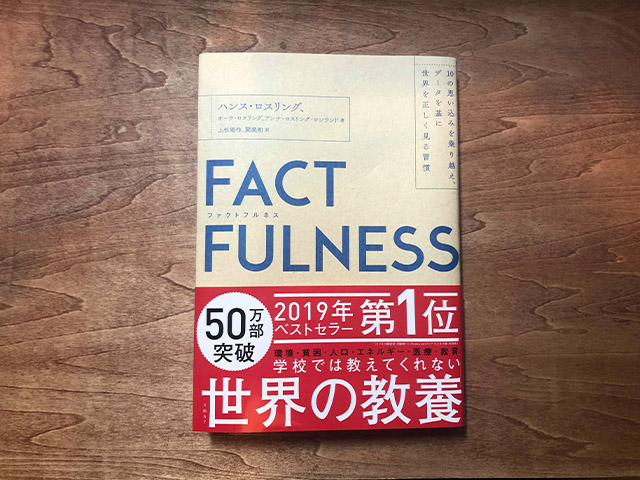 10の思い込みを乗り越え、
データを基に
世界を正しく見る習慣
ハンス・ロスリング、
オーラ・ロスリング、アンナ・ロスリング・ロンランド 著
上杉周作、関美和 訳
FACT
ファクトフルネス
FULNESS
50万部
突破
2019年
ベストセラー
第1位
環境・貧困・人口・エネルギー・医療・教育
学校では教えてくれない
世界の教養